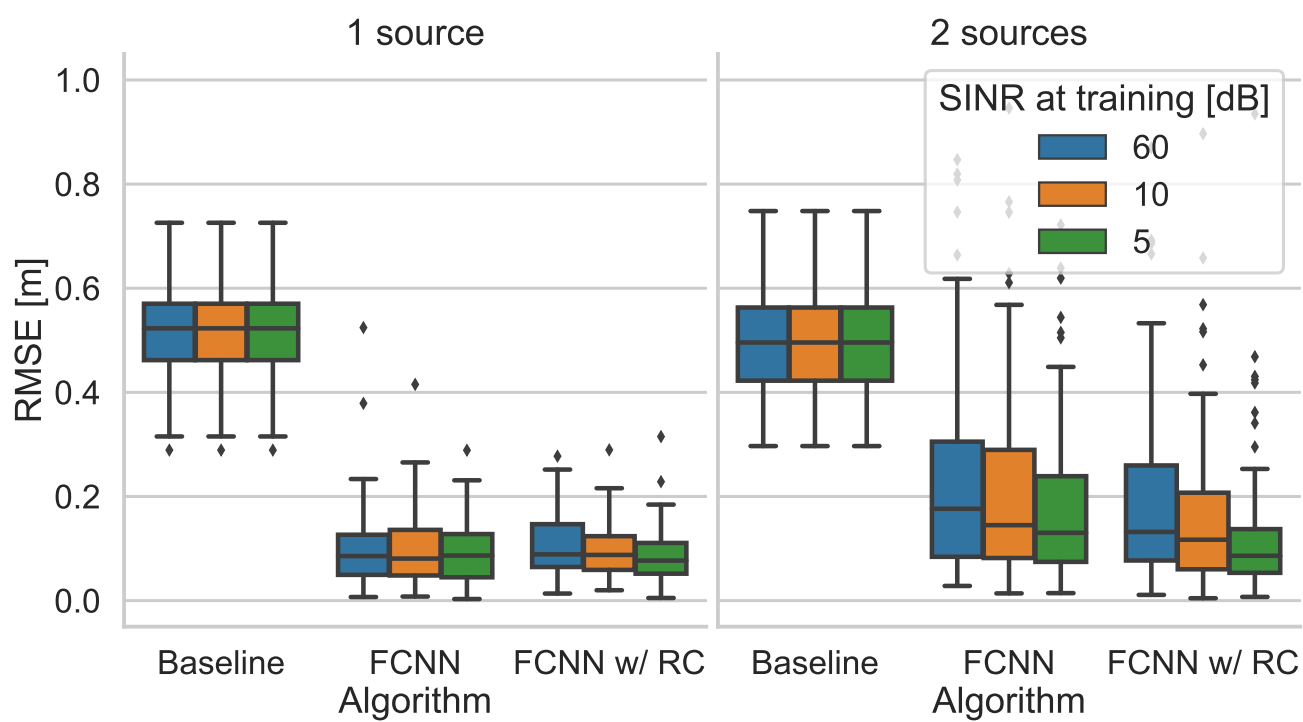 1 source
2 sources
SINR at training [dB]
60
10
5
RMSE [m]
1.0
0.8
0.6
0.4
0.2
0.0
Baseline FCNN FCNN w/ RC
Algorithm
Baseline FCNN FCNN w/ RC
Algorithm